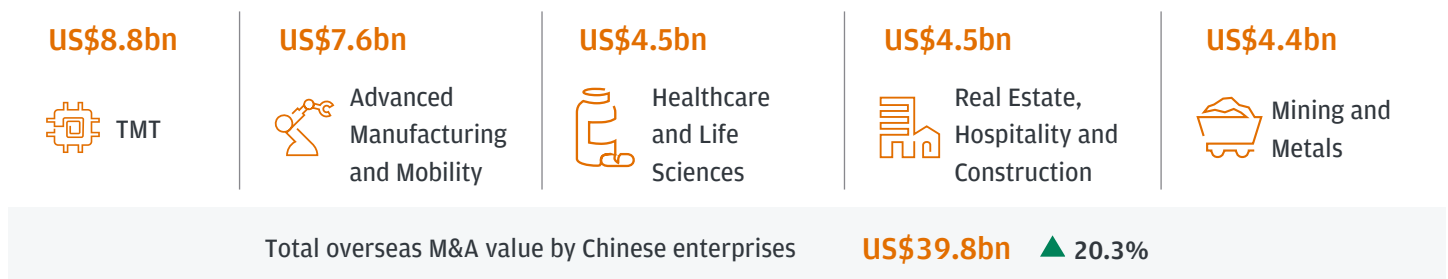 US$8.8bn
TMT
US$7.6bn
Advanced
Manufacturing
and Mobility
US$4.5bn
Healthcare
and Life
Sciences
US$4.5bn
Real Estate,
Hospitality and
Construction
US$4.4bn
Mining and
Metals
Total overseas M&A value by Chinese enterprises US$39.8bn ▲ 20.3%